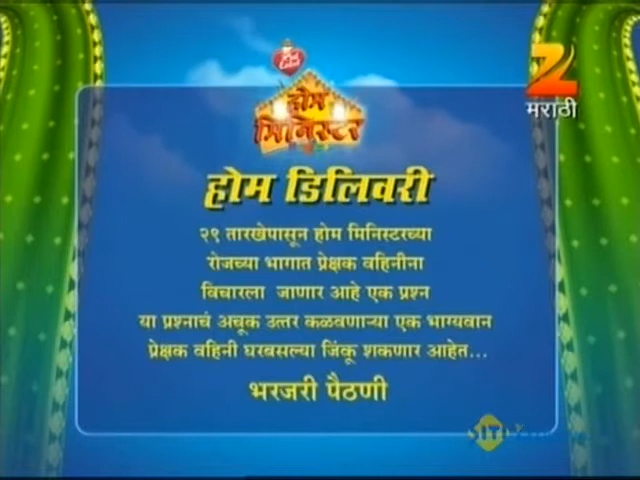 मराठी
होम
मिनिस्टर
होम डिलिवरी
२९ तारखेपासून होम मिनिस्टरच्या
रोजच्या भागात प्रेक्षक वहिनींना
विचारला जाणार आहे एक प्रश्न
या प्रश्नाचं अचूक उत्तर कळवणाऱ्या एक भाग्यवान
प्रेक्षक वहिनी घरबसल्या जिंकू शकणार आहेत...
भरजरी पैठणी
SITI